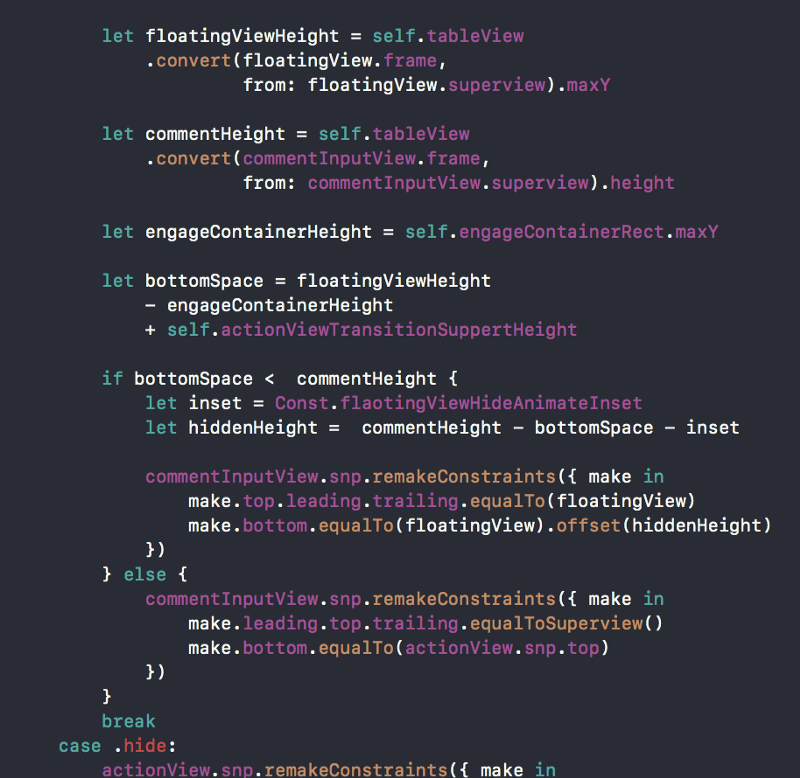 let floatingViewHeight = self.tableView
.convert(floatingView.frame,
from: floatingView.superview).maxY
let commentHeight = self.tableView
.convert(commentInputView.frame,
from: commentInputView.superview).height
let engageContainerHeight = self.engageContainerRect.maxY
let bottomSpace = floatingViewHeight
- engageContainerHeight
+ self.actionViewTransitionSuppertHeight
if bottomSpace <  commentHeight {
let inset = Const.flaotingViewHideAnimateInset
let hiddenHeight =  commentHeight - bottomSpace - inset
commentInputView.snp.remakeConstraints({ make in
make.top.leading.trailing.equalTo(floatingView)
make.bottom.equalTo(floatingView).offset(hiddenHeight)
})
} else {
commentInputView.snp.remakeConstraints({ make in
make.leading.top.trailing.equalToSuperview()
make.bottom.equalTo(actionView.snp.top)
})
}
break
case .hide:
actionView.snp.remakeConstraints({ make in